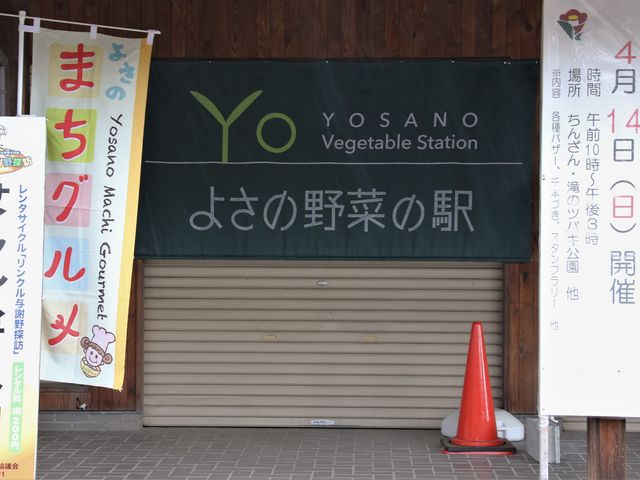 よさの
まちグルメ
Yosano Machi Gourmet
レンタサイクル「リンクル与謝野探訪」
レンタル料 1回200円
協議会
Yo
YOSANO
Vegetable Station
よさの野菜の駅
4月14日(日)開催
時間 午前10時〜午後3時
場所 ちんざん・滝のツバキ公園 他
※内容 各種バザー、
スタンプラリー 他